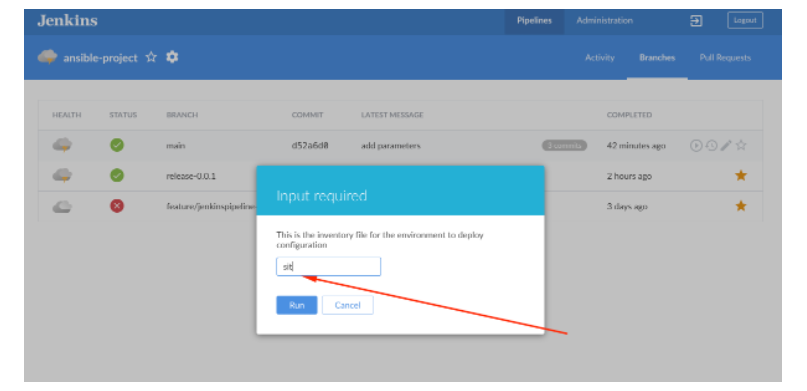 Jenkins
Pipelines Administration Logout
ansible-project
Activity Branches Pull Requests
HEALTH STATUS BRANCH COMMIT LATEST MESSAGE COMPLETED
main d52a6d0 add parameters 2 commits 42 minutes ago
release-0.0.1 2 hours ago
feature/jenkinspipeline- 3 days ago
Input required
This is the inventory file for the environment to deploy
configuration
sit
Run Cancel